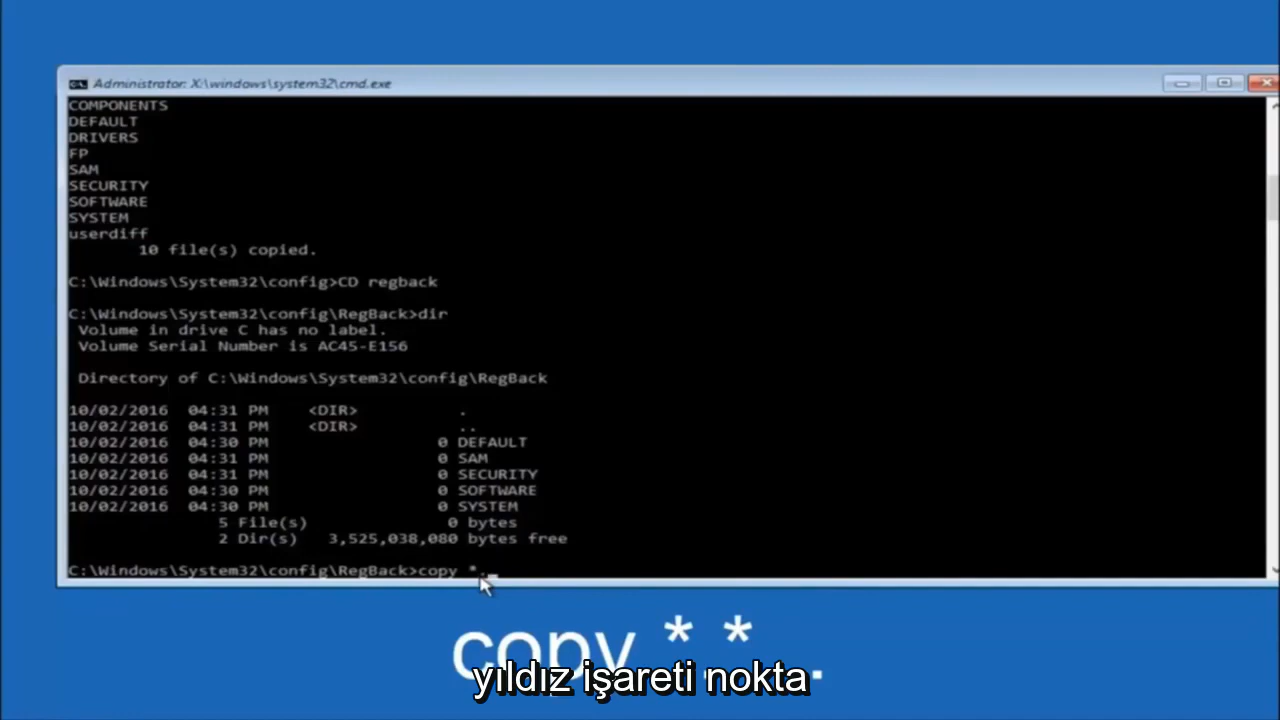 Administrator: X:\windows\system32\cmd.exe
COMPONENTS
DEFAULT
DRIVERS
FP
SAM
SECURITY
SOFTWARE
SYSTEM
userdiff
10 file(s) copied.
C:\Windows\System32\config>CD regback
C:\Windows\System32\config\RegBack>dir
Volume in drive C has no label.
Volume Serial Number is AC45-E156
Directory of C:\Windows\System32\config\RegBack
10/02/2016 04:31 PM <DIR> .
10/02/2016 04:31 PM <DIR> ..
10/02/2016 04:30 PM 0 DEFAULT
10/02/2016 04:31 PM 0 SAM
10/02/2016 04:31 PM 0 SECURITY
10/02/2016 04:30 PM 0 SOFTWARE
10/02/2016 04:30 PM 0 SYSTEM
5 File(s) 0 bytes
2 Dir(s) 3,525,038,080 bytes free
C:\Windows\System32\config\RegBack>copy *._
copy *.* .
yıldız işareti nokta